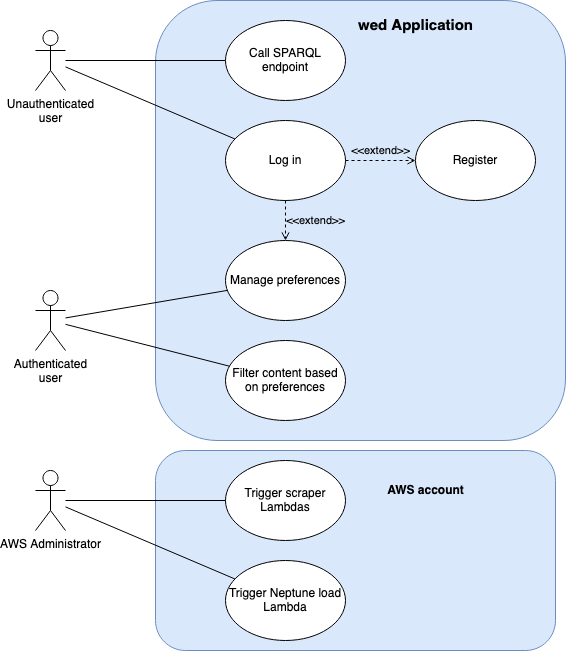 wed Application
Call SPARQL
endpoint
Unauthenticated
user
Log in
<<extend>>
Register
<<extend>>
Manage preferences
Authenticated
user
Filter content based
on preferences
AWS account
Trigger scraper
Lambdas
AWS Administrator
Trigger Neptune load
Lambda